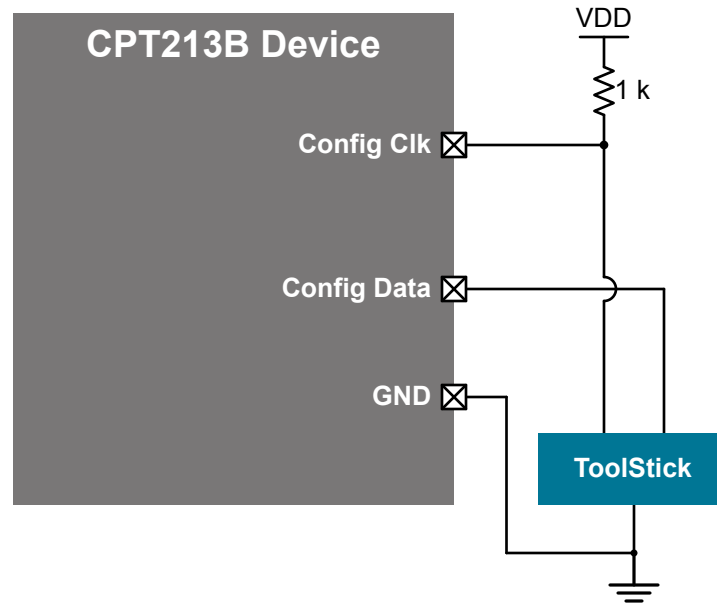 CPT213B Device
VDD
1 k
Config Clk
Config Data
GND
ToolStick